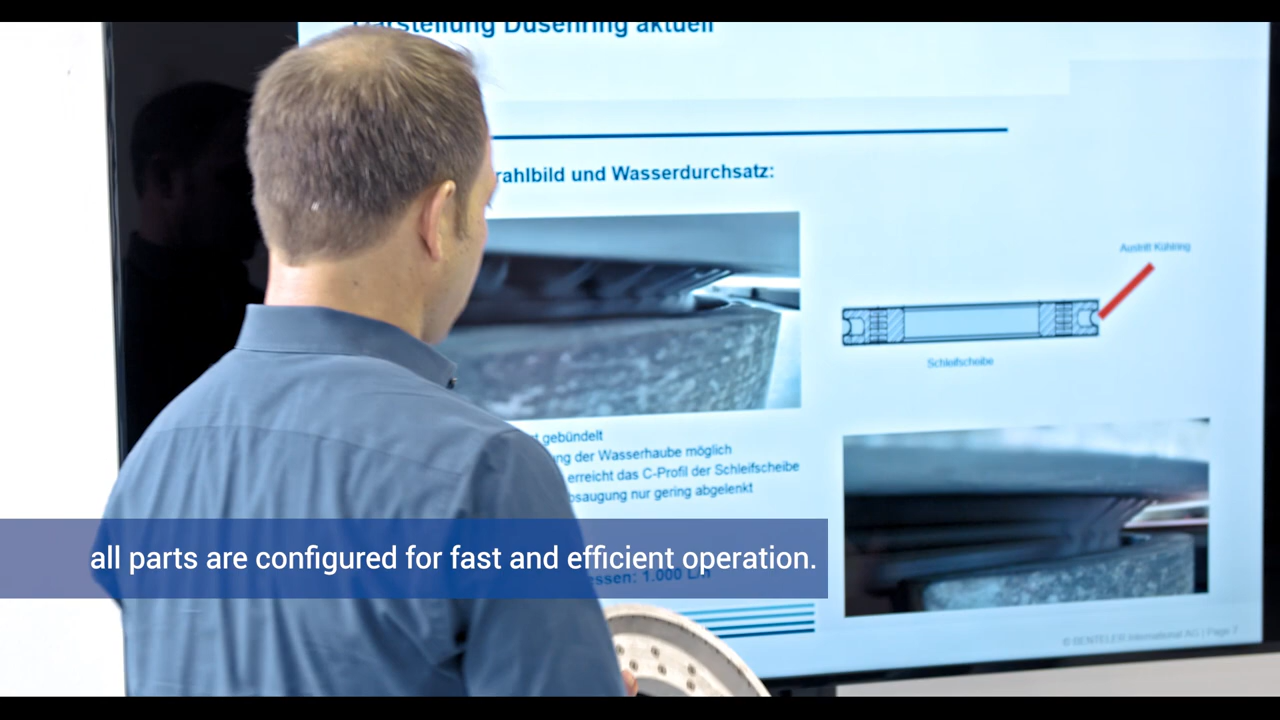 Darstellung Düsenring aktuell
rahlbild und Wasserdurchsatz:
Austritt Kühlring
Schleifscheibe
gebündelt
ng der Wasserhaube möglich
erreicht das C-Profil der Schleifscheibe
bsaugung nur gering abgelenkt
all parts are configured for fast and efficient operation.
essen: 1.000 L/h
© BENTELER International AG | Page 7